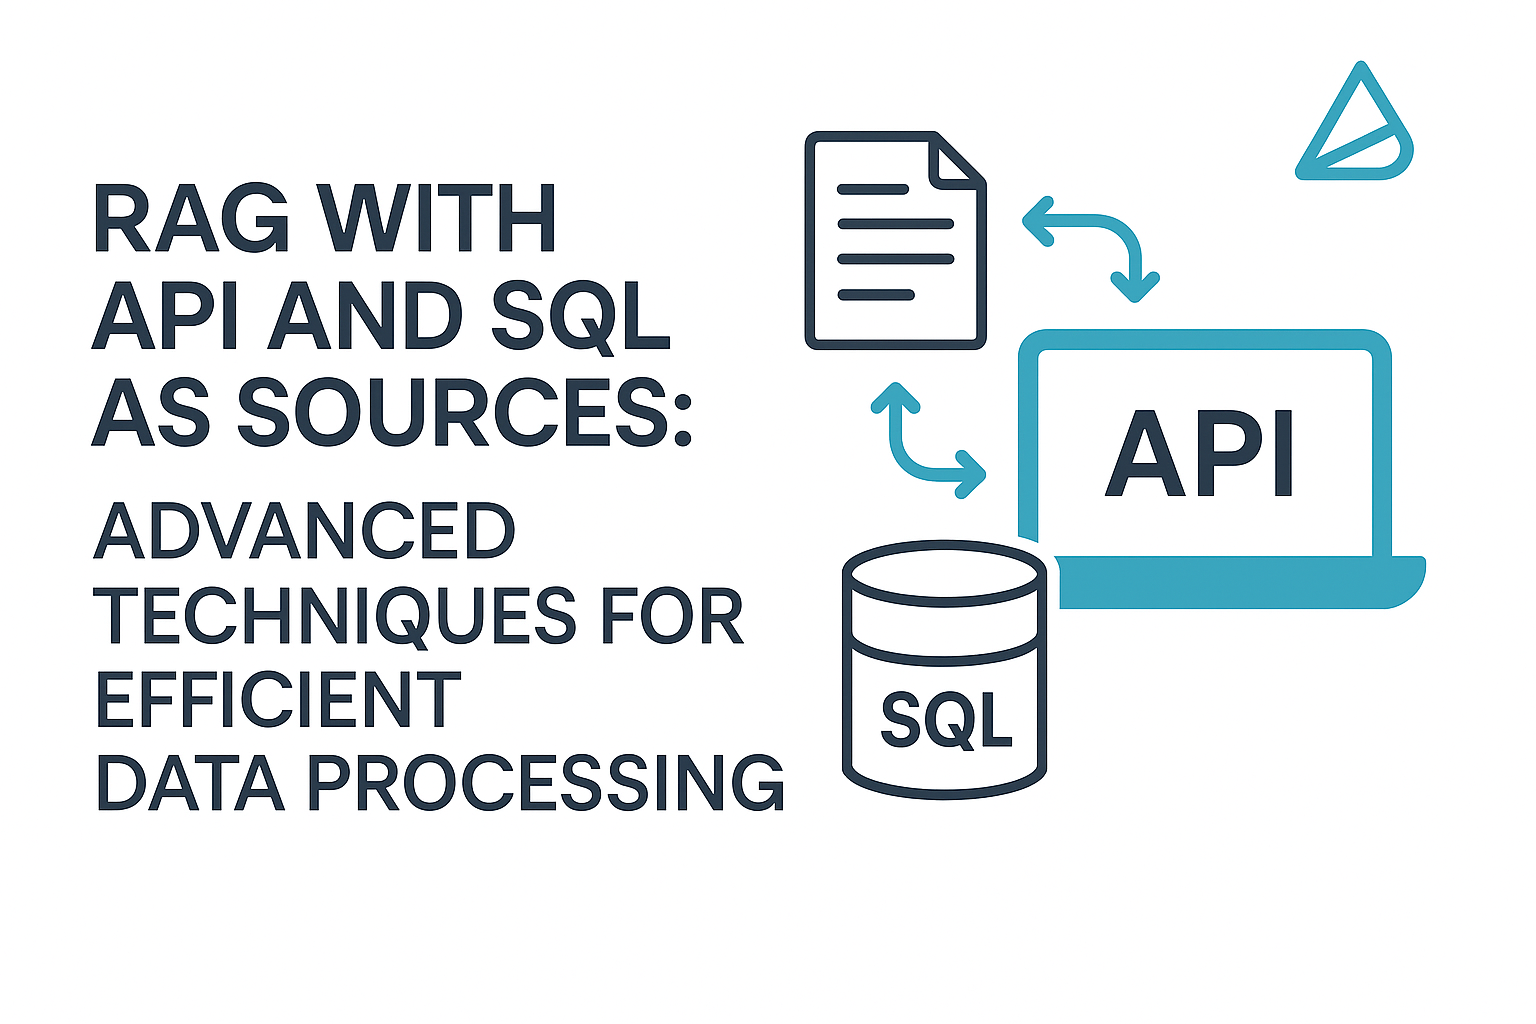 RAG WITH
API AND SQL
AS SOURCES:
ADVANCED
TECHNIQUES FOR
EFFICIENT
DATA PROCESSING
API
SQL